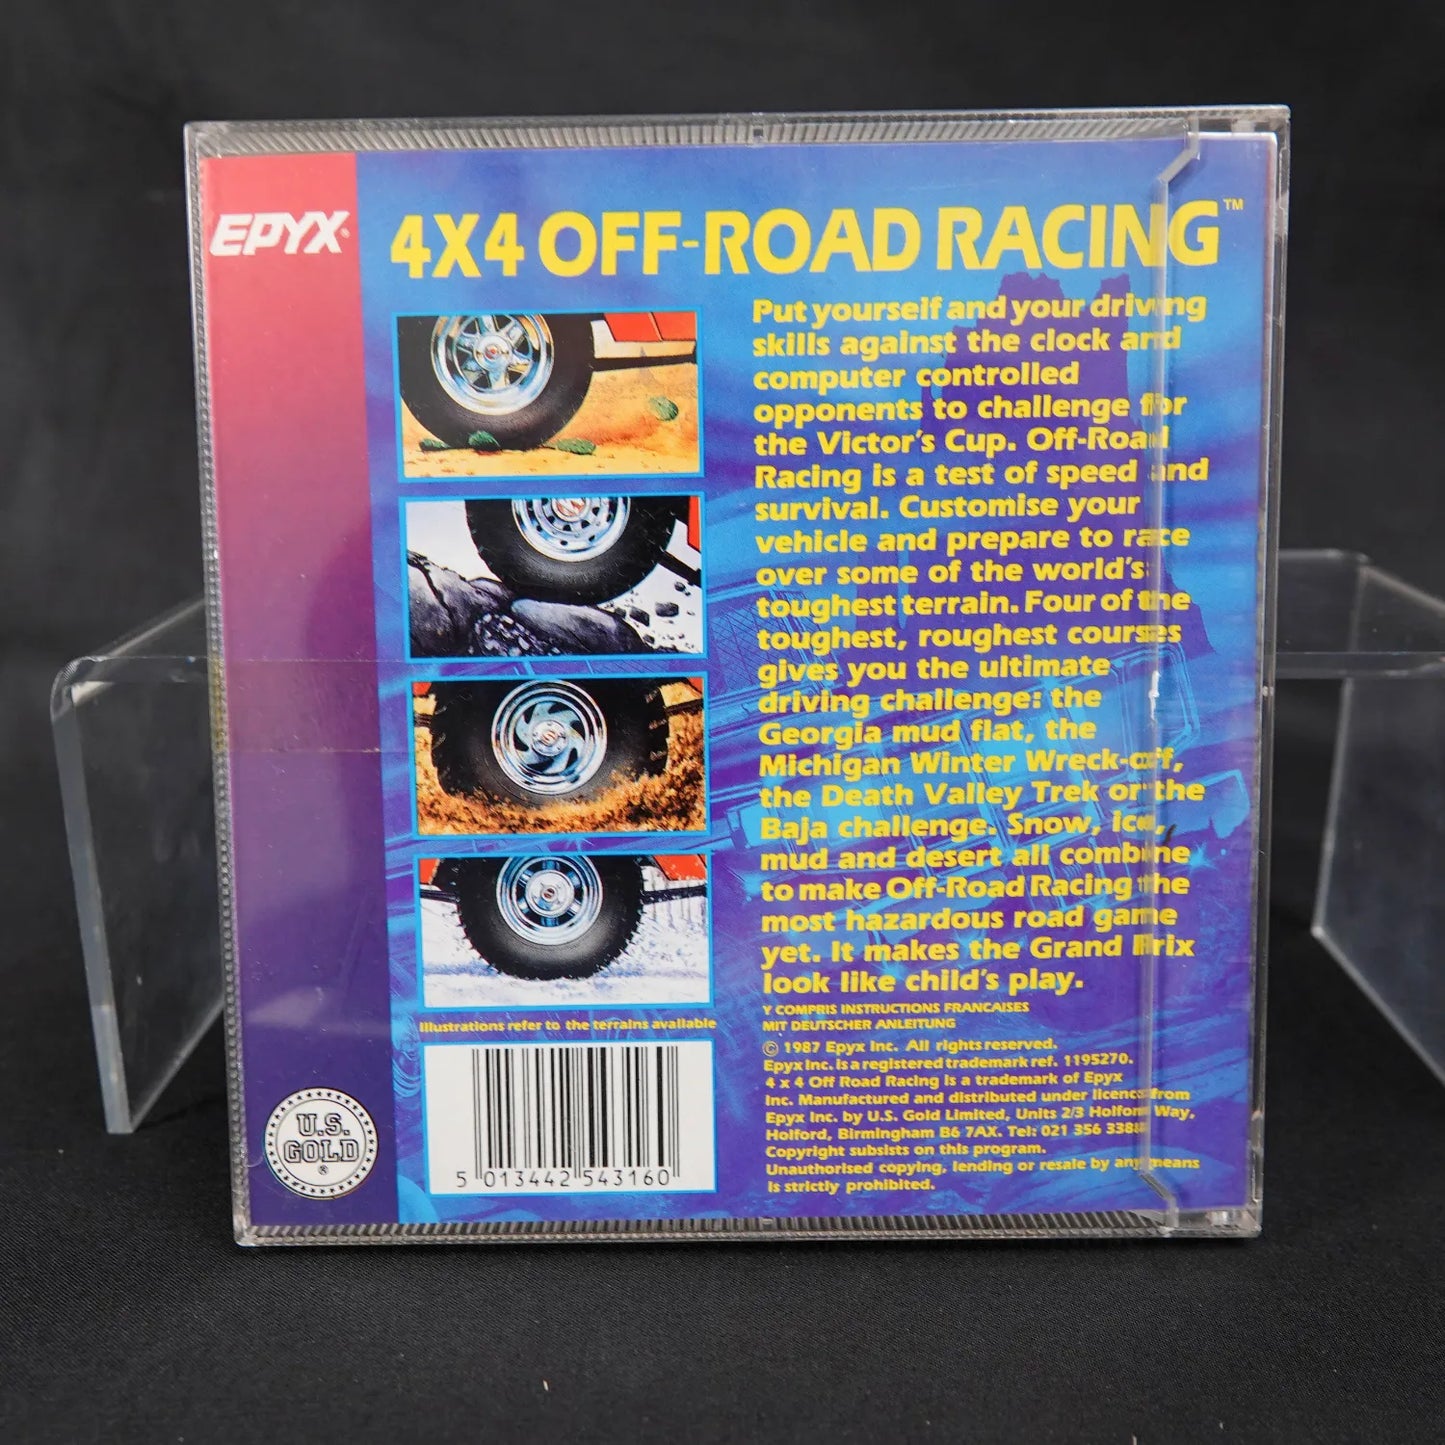 EPYX®
4X4 OFF-ROAD RACING™
Put yourself and your driving
skills against the clock and
computer controlled
opponents to challenge for
the Victor's Cup. Off-Road
Racing is a test of speed and
survival. Customise your
vehicle and prepare to race
over some of the world's
toughest terrain. Four of the
toughest, roughest courses
gives you the ultimate
driving challenge: the
Georgia mud flat, the
Michigan Winter Wreck-off,
the Death Valley Trek or the
Baja challenge. Snow, ice,
mud and desert all combine
to make Off-Road Racing the
most hazardous road game
yet. It makes the Grand Prix
look like child's play.
Y COMPRIS INSTRUCTIONS FRANCAISES
MIT DEUTSCHER ANLEITUNG
© 1987 Epyx Inc. All rights reserved.
Epyx Inc. is a registered trademark ref. 1195270.
4 x 4 Off Road Racing is a trademark of Epyx
Inc. Manufactured and distributed under licence from
Epyx Inc. by U.S. Gold Limited, Units 2/3 Holford Way,
Holford, Birmingham B6 7AX. Tel: 021 356 3388
Copyright subsists on this program.
Unauthorised copying, lending or resale by any means
is strictly prohibited.
Illustrations refer to the terrains available
5 013442 543160
U.S.
GOLD
®